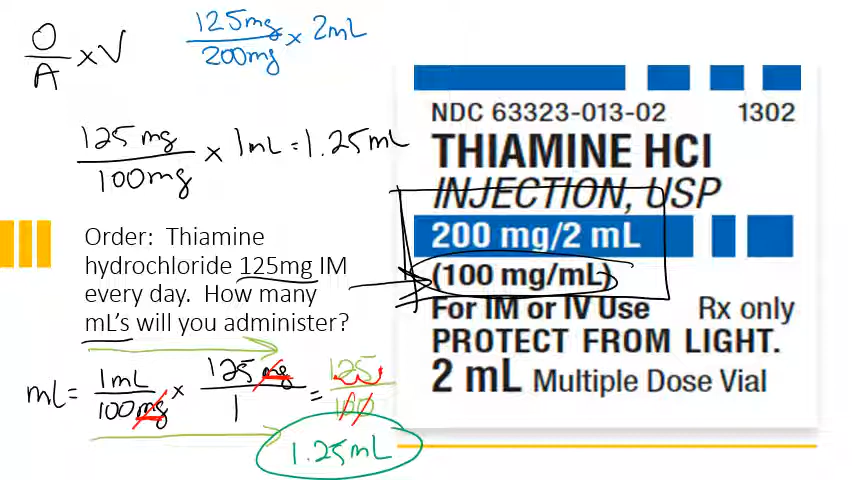 O/A x V
125mg/200mg x 2mL
125 mg/100mg x 1mL = 1.25mL
Order: Thiamine
hydrochloride 125mg IM
every day. How many
mL's will you administer?
mL = 1mL/100mg x 125mg/1 = 125/100
1.25mL
NDC 63323-013-02 1302
THIAMINE HCl
INJECTION, USP
200 mg/2 mL
(100 mg/mL)
For IM or IV Use Rx only
PROTECT FROM LIGHT.
2 mL Multiple Dose Vial